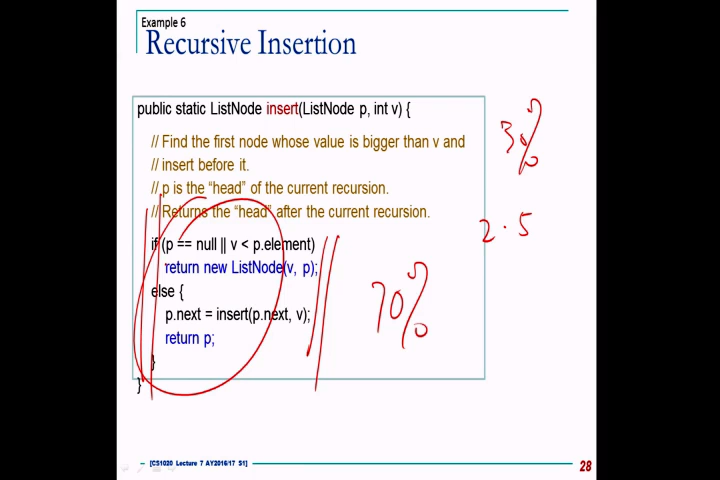 Example 6
Recursive Insertion
public static ListNode insert(ListNode p, int v) {
// Find the first node whose value is bigger than v and
// insert before it.
// p is the “head” of the current recursion.
// Returns the “head” after the current recursion.
if (p == null || v < p.element)
return new ListNode(v, p);
else {
p.next = insert(p.next, v);
return p;
}
}
30%
2.5
70%
[CS1020 Lecture 7 AY2016/17 S1]
28